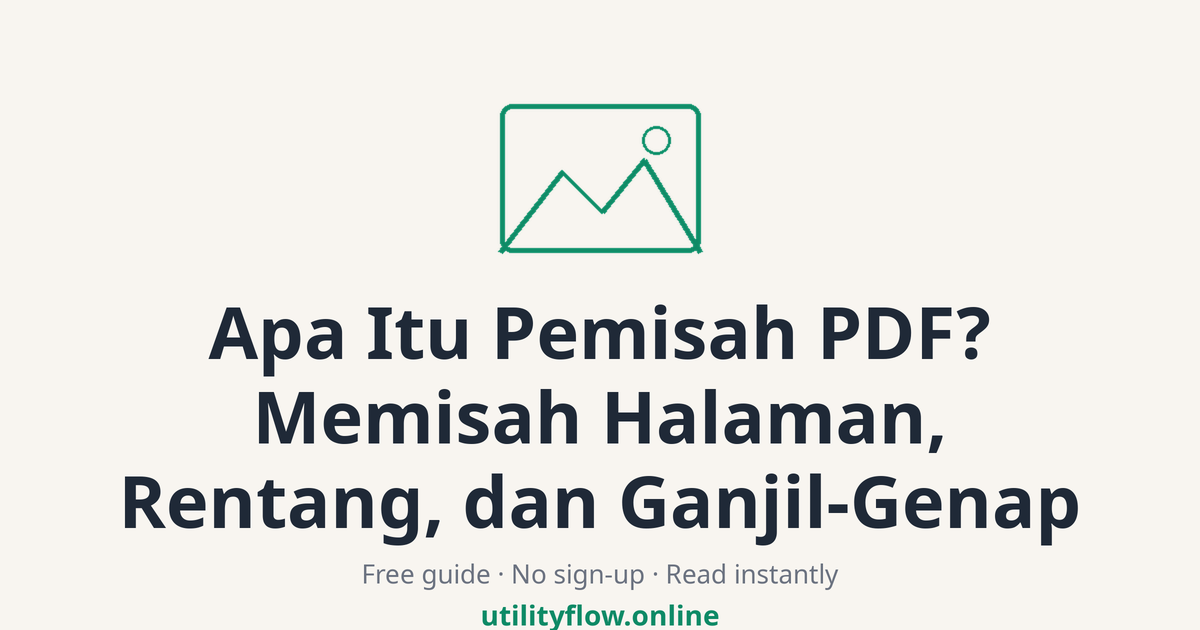 Apa Itu Pemisah PDF?
Memisah Halaman,
Rentang, dan Ganjil-Genap
Free guide · No sign-up · Read instantly
utilityflow.online